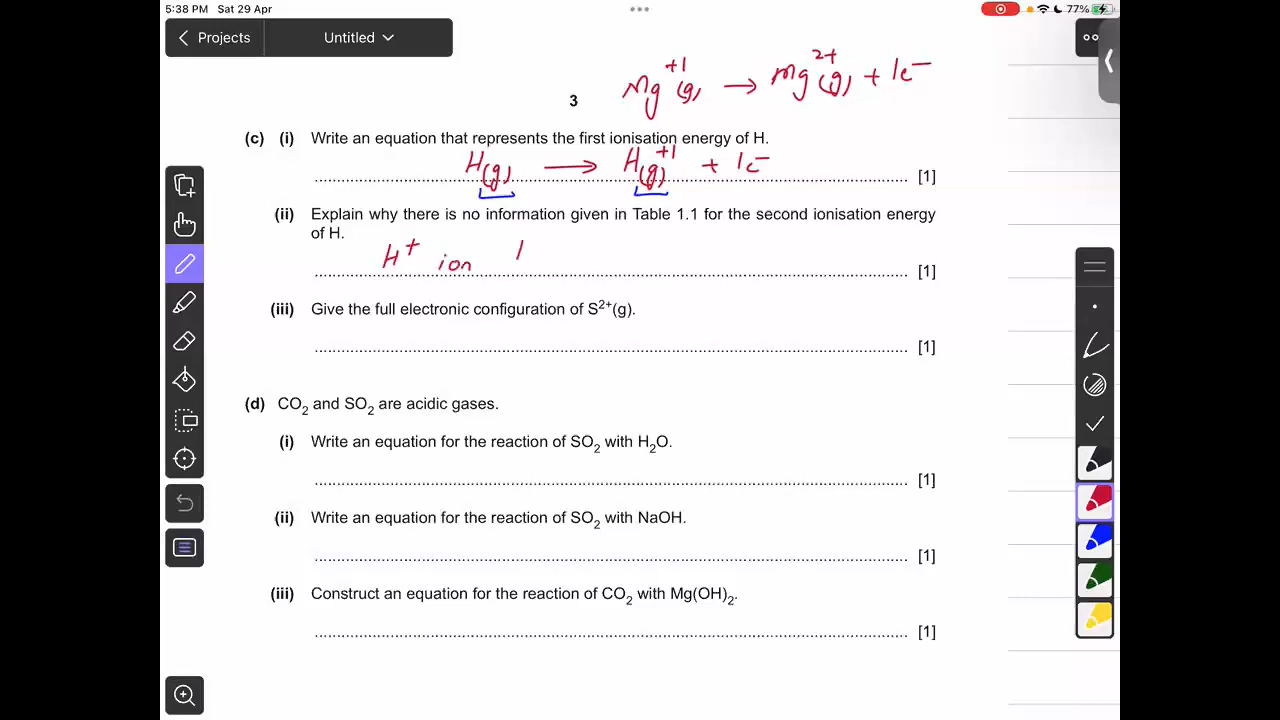 5:38 PM Sat 29 Apr
77%
Projects
Untitled
Mg⁺¹(g) → Mg²⁺(g) + 1e⁻
3
(c) (i) Write an equation that represents the first ionisation energy of H.
H(g) → H(g)⁺¹ + 1e⁻
[1]
(ii) Explain why there is no information given in Table 1.1 for the second ionisation energy
of H.
H⁺ ion
[1]
(iii) Give the full electronic configuration of S²⁺(g).
[1]
(d) CO₂ and SO₂ are acidic gases.
(i) Write an equation for the reaction of SO₂ with H₂O.
[1]
(ii) Write an equation for the reaction of SO₂ with NaOH.
[1]
(iii) Construct an equation for the reaction of CO₂ with Mg(OH)₂.
[1]